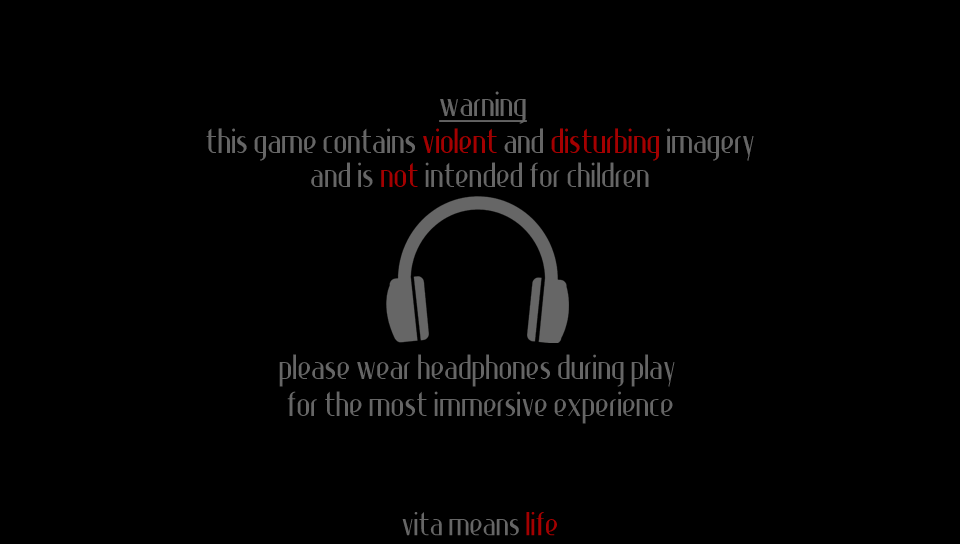 warning
this game contains violent and disturbing imagery
and is not intended for children
please wear headphones during play
for the most immersive experience
vita means life